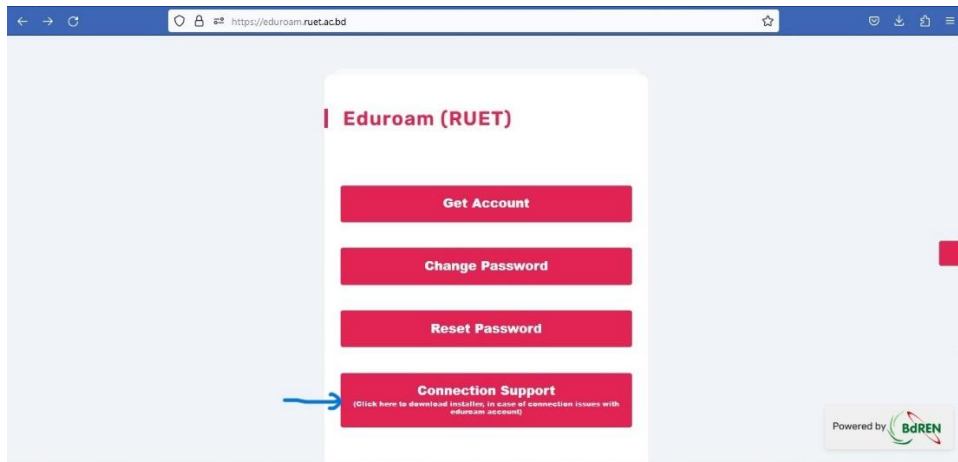 https://eduroam.ruet.ac.bd
Eduroam (RUET)
Get Account
Change Password
Reset Password
Connection Support
(Click here to download installer, in case of connection issues with
eduroam account)
Powered by BdREN